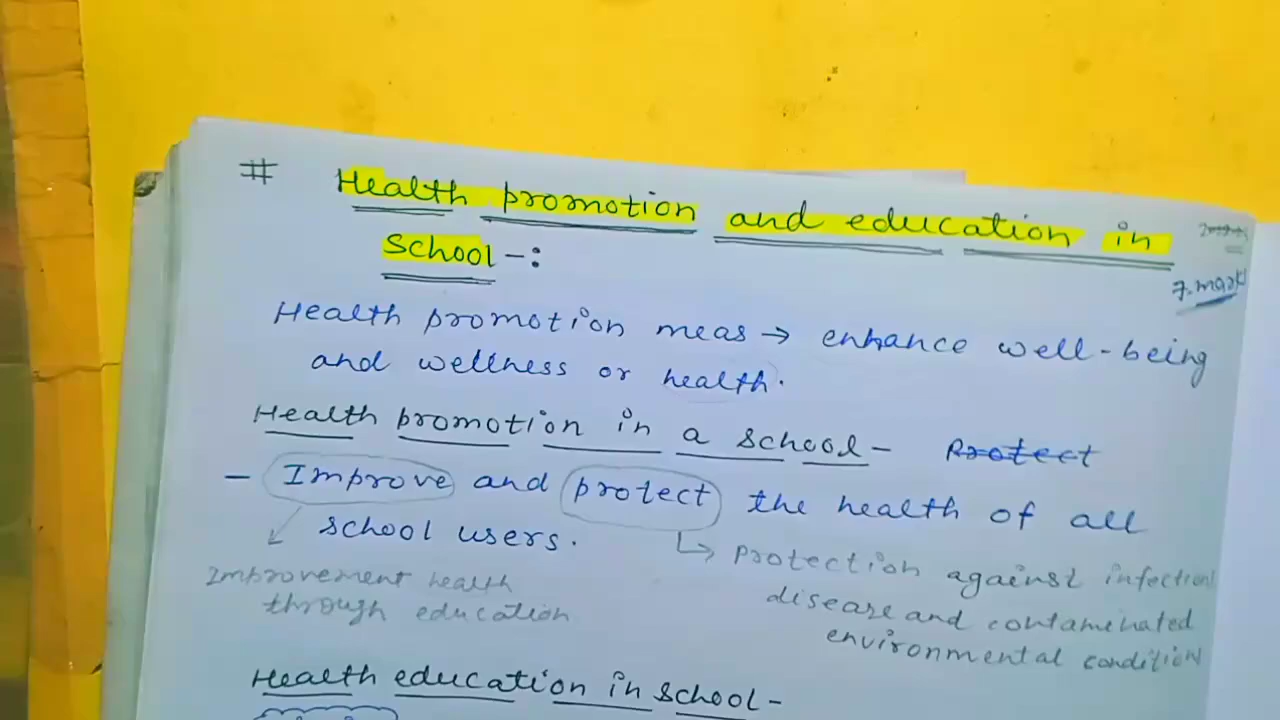 # Health promotion and education in
School-:
7. mark
Health promotion meas → enhance well-being
and wellness or health.
Health promotion in a school- Protect
- Improve and protect the health of all
school users.
Improvement health
through education
Protection against infection
disease and contaminated
environmental condition
Health education in school-